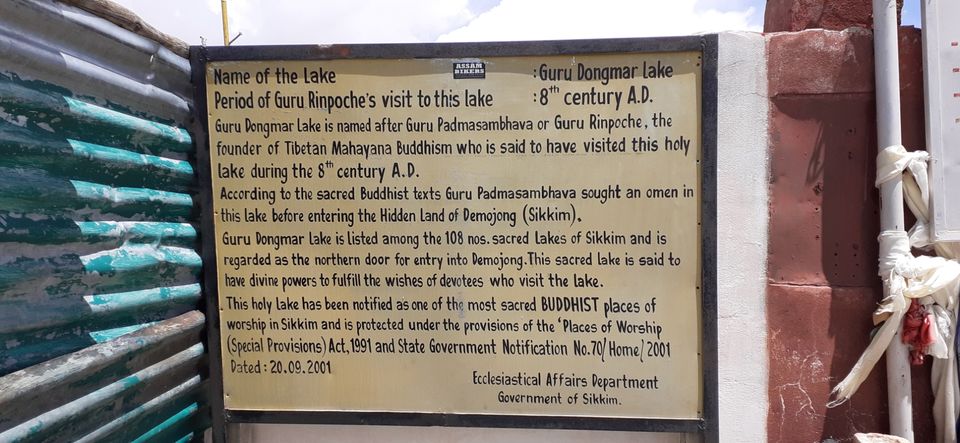 ASSAM
BIKERS
Name of the Lake :Guru Dongmar Lake
Period of Guru Rinpoche's visit to this lake :8th century A.D.
Guru Dongmar Lake is named after Guru Padmasambhava or Guru Rinpoche, the
founder of Tibetan Mahayana Buddhism who is said to have visited this holy
lake during the 8th century A.D.
According to the sacred Buddhist texts Guru Padmasambhava sought an omen in
this lake before entering the Hidden Land of Demojong (Sikkim).
Guru Dongmar Lake is listed among the 108 nos. sacred Lakes of Sikkim and is
regarded as the northern door for entry into Demojong. This sacred lake is said to
have divine powers to fulfill the wishes of devotees who visit the lake.
This holy Lake has been notified as one of the most sacred BUDDHIST places of
worship in Sikkim and is protected under the provisions of the 'Places of Worship
(Special Provisions) Act, 1991 and State Government Notification No.70/Home/2001
Dated : 20.09.2001
Ecclesiastical Affairs Department
Government of Sikkim.